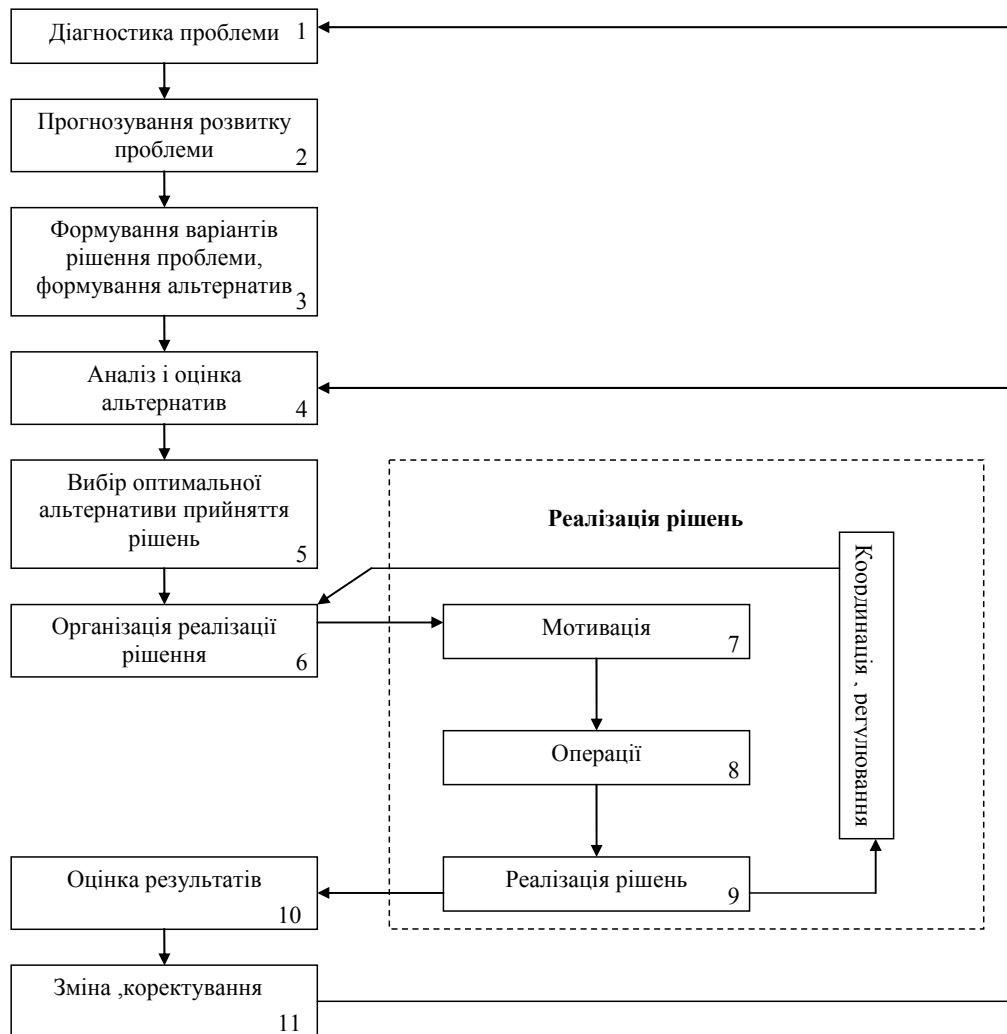 Діагностика проблеми 1
Прогнозування розвитку
проблеми 2
Формування варіантів
рішення проблеми,
формування альтернатив 3
Аналіз і оцінка
альтернатив 4
Вибір оптимальної
альтернативи прийняття
рішень 5
Організація реалізації
рішення 6
Реалізація рішень
Мотивація 7
Операції 8
Реалізація рішень 9
Координація , регулювання
Оцінка результатів
10
Зміна ,коректування
11